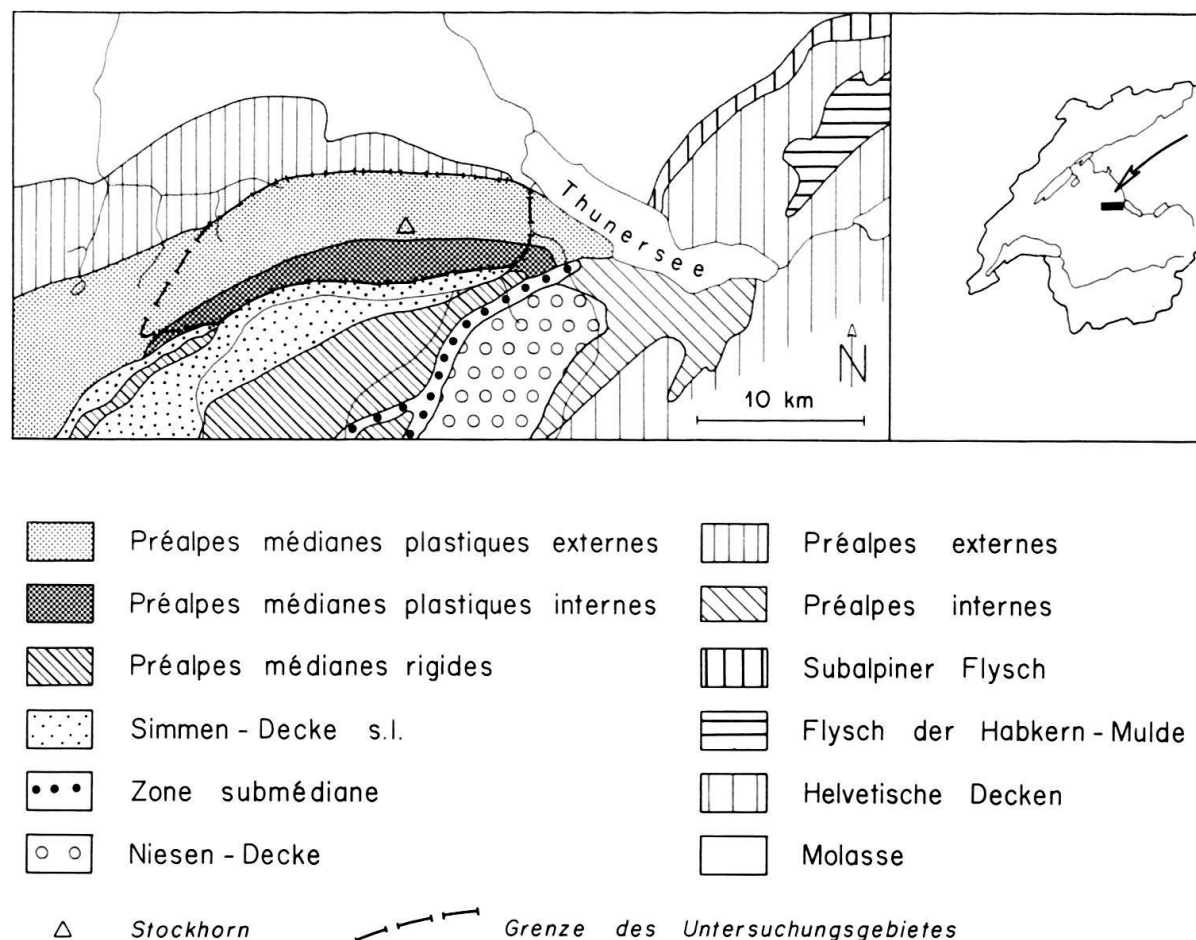 Thunersee
N
10 km
Préalpes médianes plastiques externes
Préalpes médianes plastiques internes
Préalpes médianes rigides
Simmen-Decke s.l.
Zone submédiane
Niesen-Decke
Préalpes externes
Préalpes internes
Subalpiner Flysch
Flysch der Habkern-Mulde
Helvetische Decken
Molasse
Stockhorn
Grenze des Untersuchungsgebietes